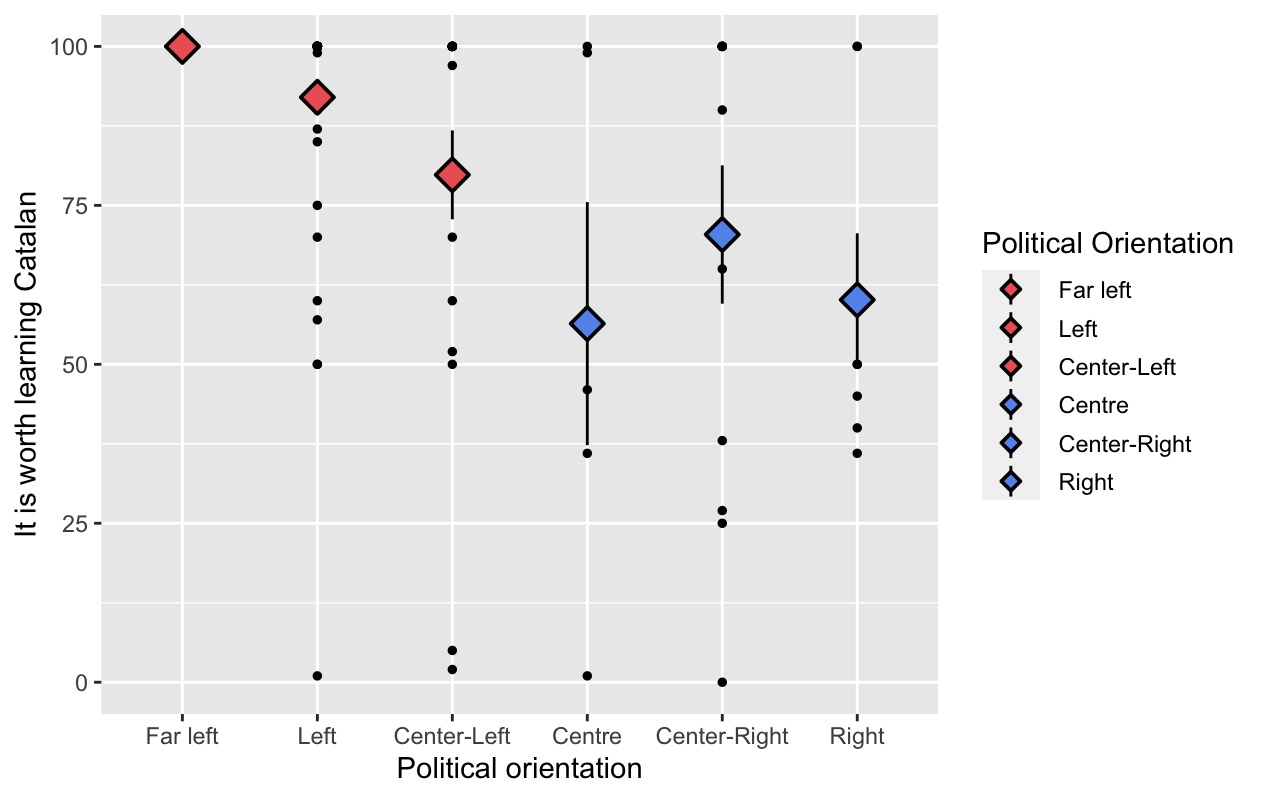 It is worth learning Catalan
100
75
50
25
0
Far left Left Center-Left Centre Center-Right Right
Political orientation
Political Orientation
Far left
Left
Center-Left
Centre
Center-Right
Right